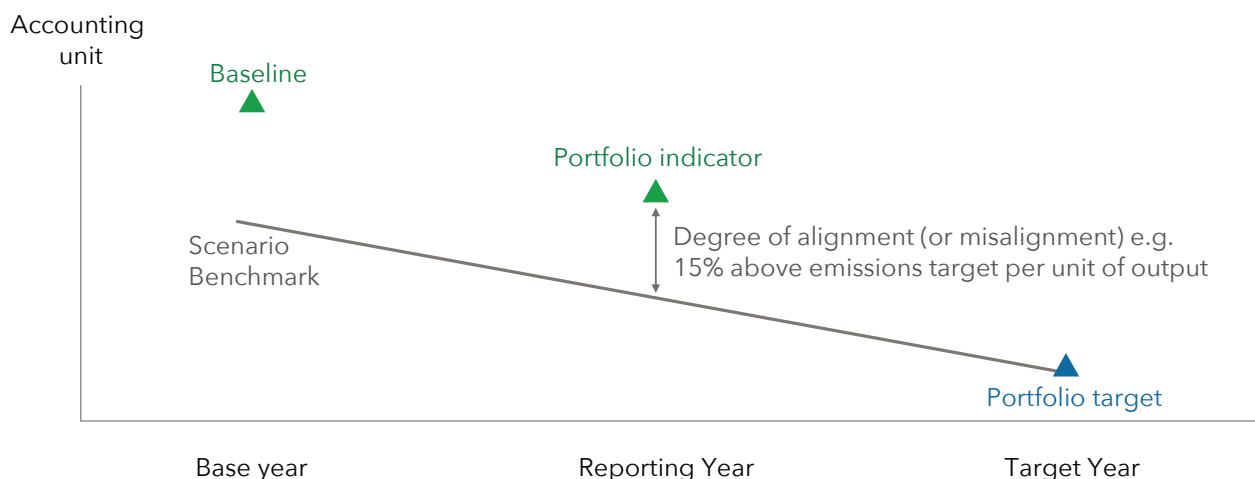 Accounting
unit
Baseline
Portfolio indicator
Degree of alignment (or misalignment) e.g.
15% above emissions target per unit of output
Scenario
Benchmark
Portfolio target
Base year
Reporting Year
Target Year